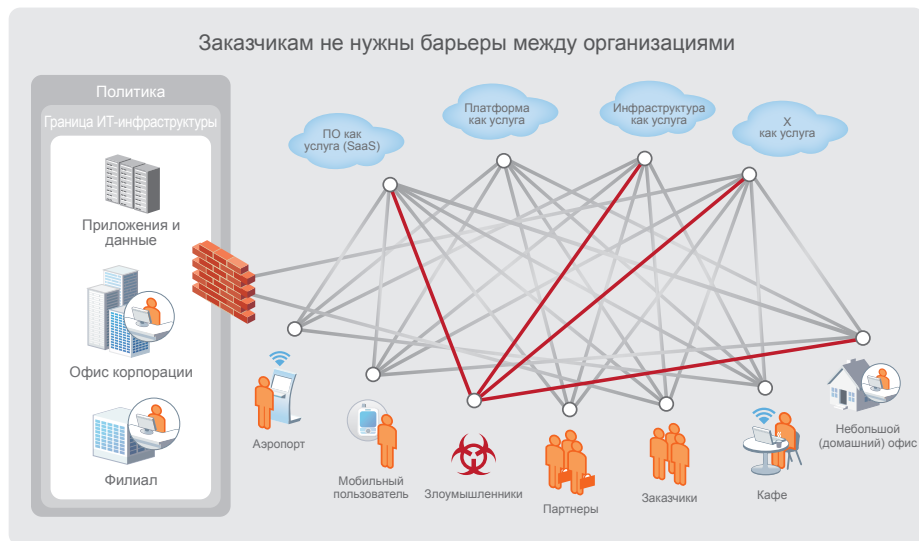 Заказчикам не нужны барьеры между организациями
Политика
Граница ИТ-инфраструктуры
Приложения и
данные
Офис корпорации
Филиал
ПО как
услуга (SaaS)
Платформа
как услуга
Инфраструктура
как услуга
X
как услуга
Аэропорт
Мобильный
пользователь
Злоумышленники
Партнеры
Заказчики
Кафе
Небольшой
(домашний) офис